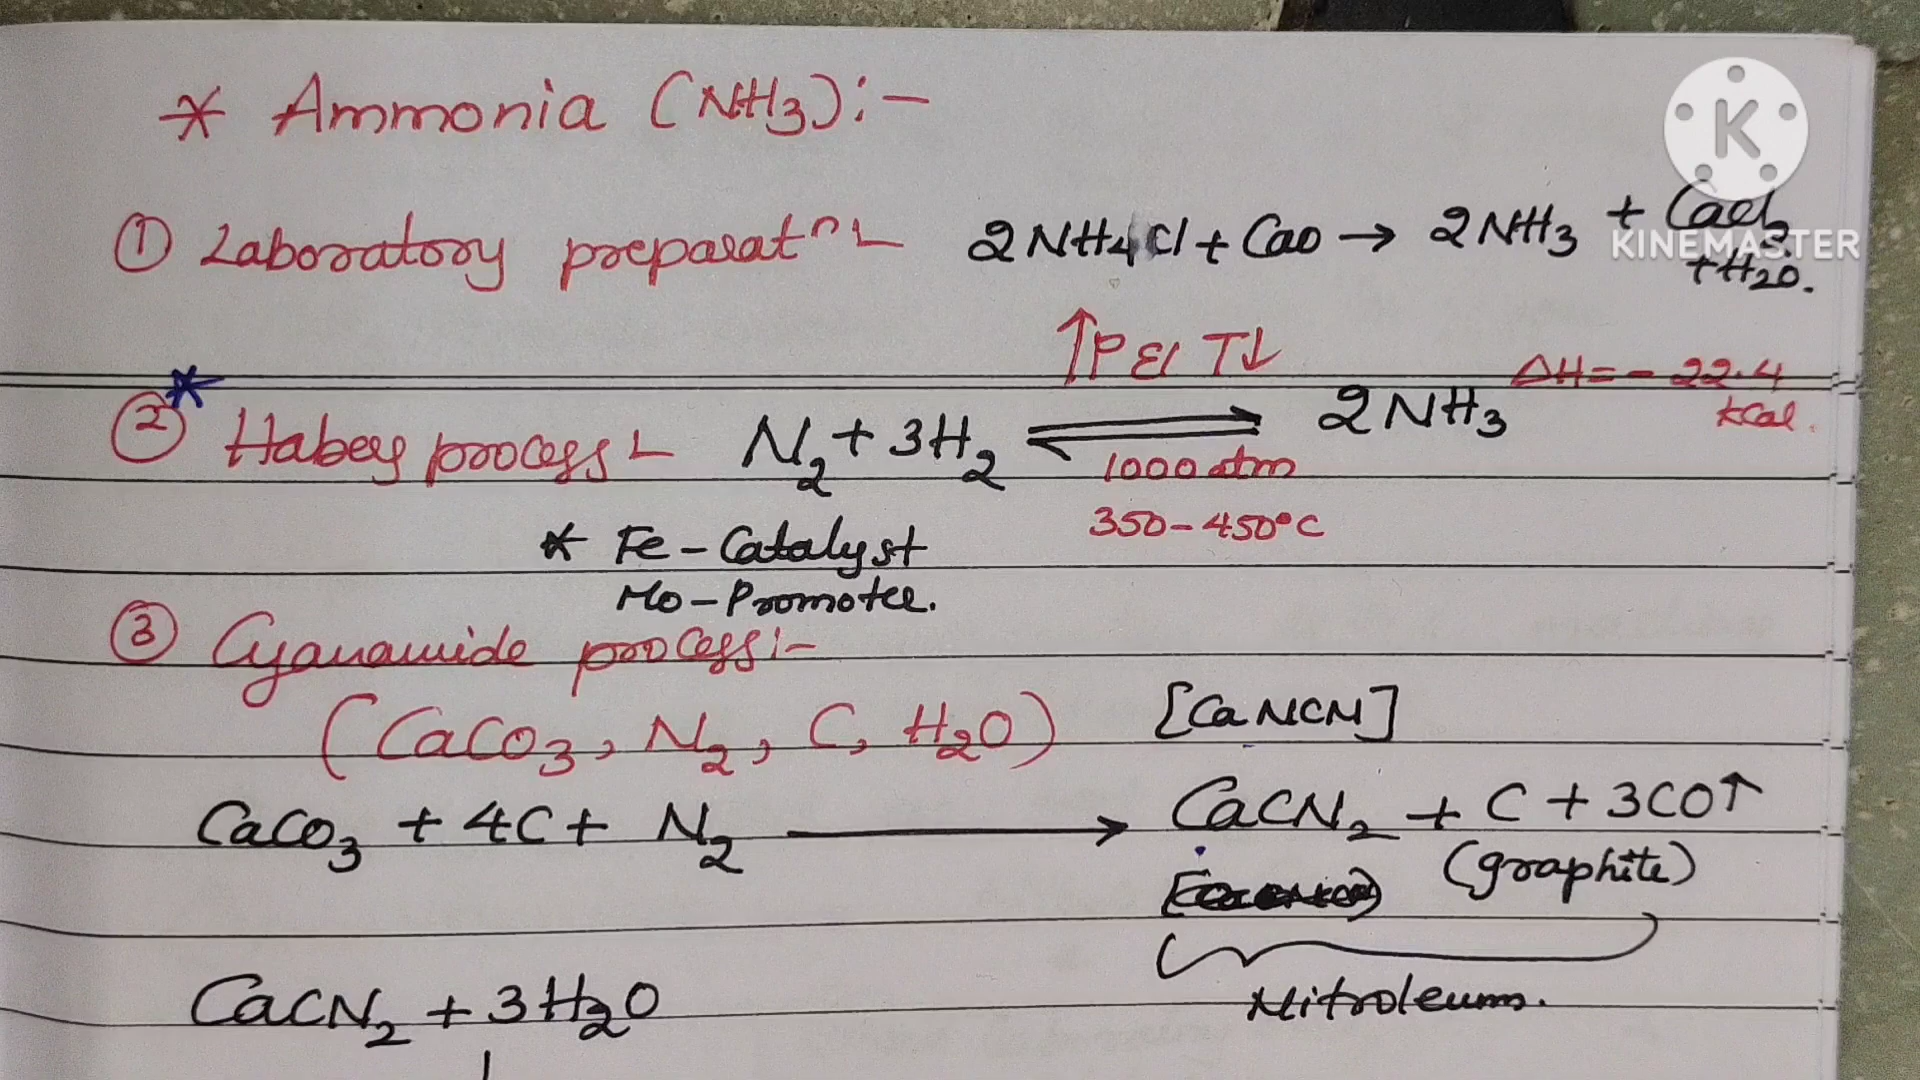 * Ammonia (NH3):-
① Laboratory preparatn:- 2NH4Cl + CaO → 2NH3 + CaCl2
+ H2O.
K
KINEMASTER
↑P & T↓
② * Habers process:- N2 + 3H2 ⇌ 2NH3 ΔH = - 22.4 kCal.
1000 atm
350-450°C
* Fe-Catalyst
Mo-Promoter.
③ Cyanamide process:-
(CaCO3, N2, C, H2O) [CaNCN]
CaCO3 + 4C + N2 → CaCN2 + C + 3CO↑
(graphite)
Nitroleum.
CaCN2 + 3H2O